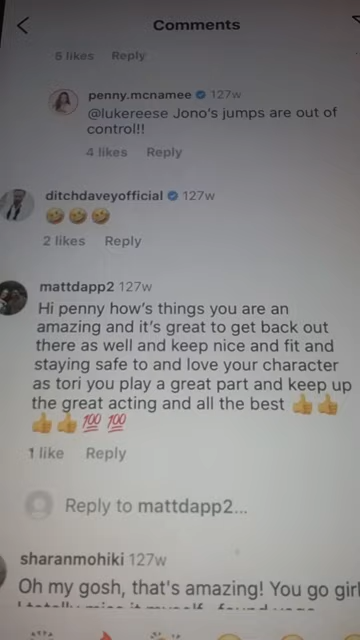 Comments
5 likes Reply
penny.mcnamee 127w
@lukereese Jono's jumps are out of
control!!
4 likes Reply
ditchdaveyofficial 127w
🤣🤣🤣
2 likes Reply
mattdapp2 127w
Hi penny how's things you are an
amazing and it's great to get back out
there as well and keep nice and fit and
staying safe to and love your character
as tori you play a great part and keep up
the great acting and all the best 👍👍
👍👍💯💯
1 like Reply
Reply to mattdapp2...
sharanmohiki 127w
Oh my gosh, that's amazing! You go girl